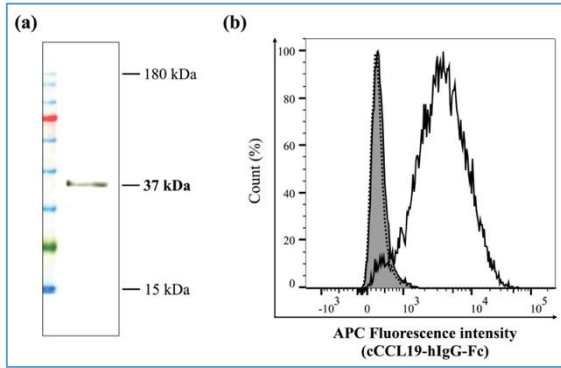 (a)
180 kDa
37 kDa
15 kDa
(b)
Count (%)
100
80
60
40
20
0
-10³ 0 10³ 10⁴ 10⁵
APC Fluorescence intensity
(cCCL19-hIgG-Fc)